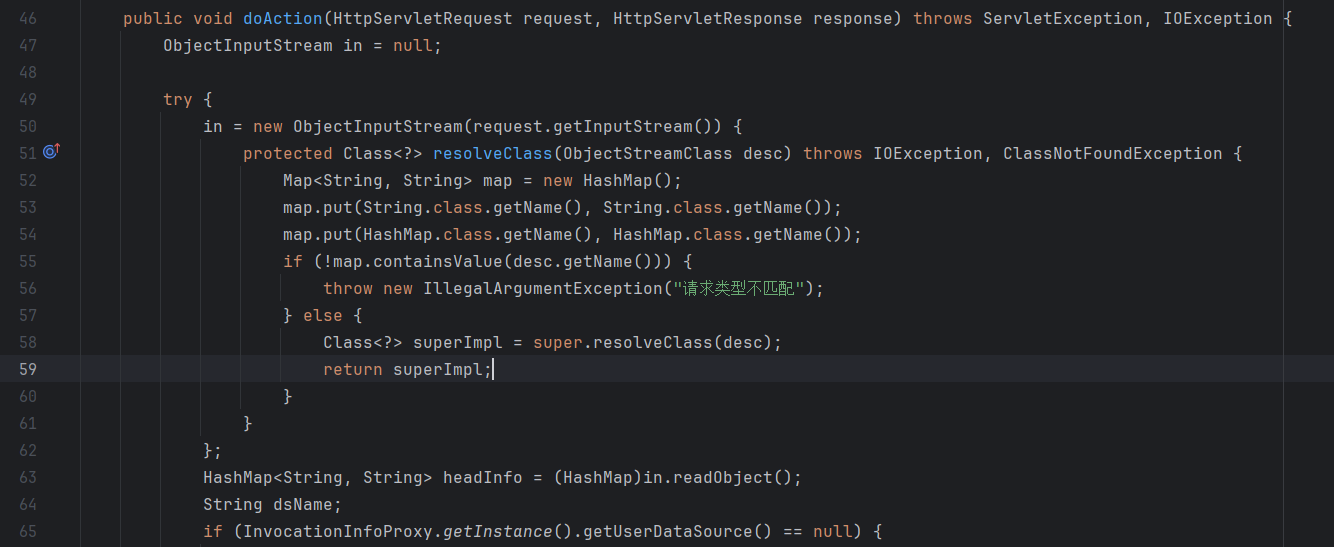 46 public void doAction(HttpServletRequest request, HttpServletResponse response) throws ServletException, IOException {
47 ObjectInputStream in = null;
48
49 try {
50 in = new ObjectInputStream(request.getInputStream()) {
51 protected Class<?> resolveClass(ObjectStreamClass desc) throws IOException, ClassNotFoundException {
52 Map<String, String> map = new HashMap();
53 map.put(String.class.getName(), String.class.getName());
54 map.put(HashMap.class.getName(), HashMap.class.getName());
55 if (!map.containsValue(desc.getName())) {
56 throw new IllegalArgumentException("请求类型不匹配");
57 } else {
58 Class<?> superImpl = super.resolveClass(desc);
59 return superImpl;
60 }
61 }
62 };
63 HashMap<String, String> headInfo = (HashMap)in.readObject();
64 String dsName;
65 if (InvocationInfoProxy.getInstance().getUserDataSource() == null) {